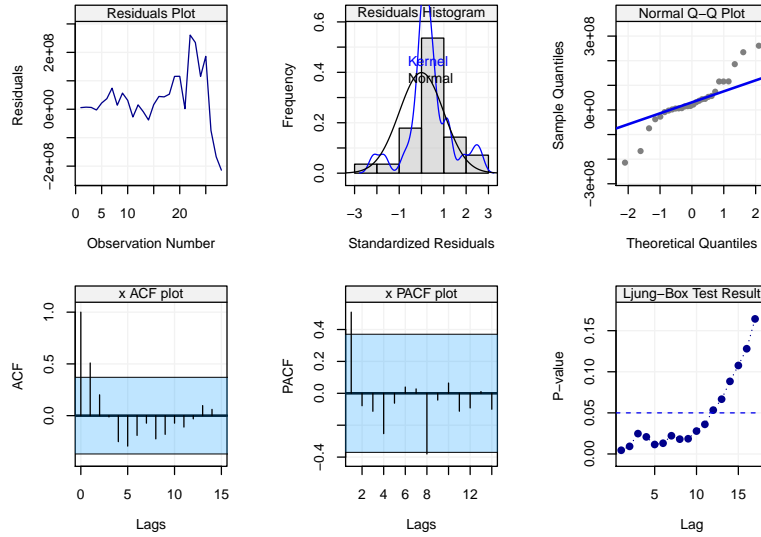 Residuals Plot
Residuals
−2e+08
0e+00
2e+08
0
5
10
20
Observation Number
Residuals Histogram
Frequency
0.0
0.2
0.4
0.6
Kernel
Normal
−3
−1
0
1
2
3
Standardized Residuals
Normal Q−Q Plot
Sample Quantiles
−3e+08
0e+00
3e+08
−2
−1
0
1
2
Theoretical Quantiles
x ACF plot
ACF
0.0
0.5
1.0
0
5
10
15
Lags
x PACF plot
PACF
−0.4
0.0
0.4
2
4
6
8
12
Lags
Ljung−Box Test Result
P−value
0.00
0.05
0.15
5
10
15
Lag